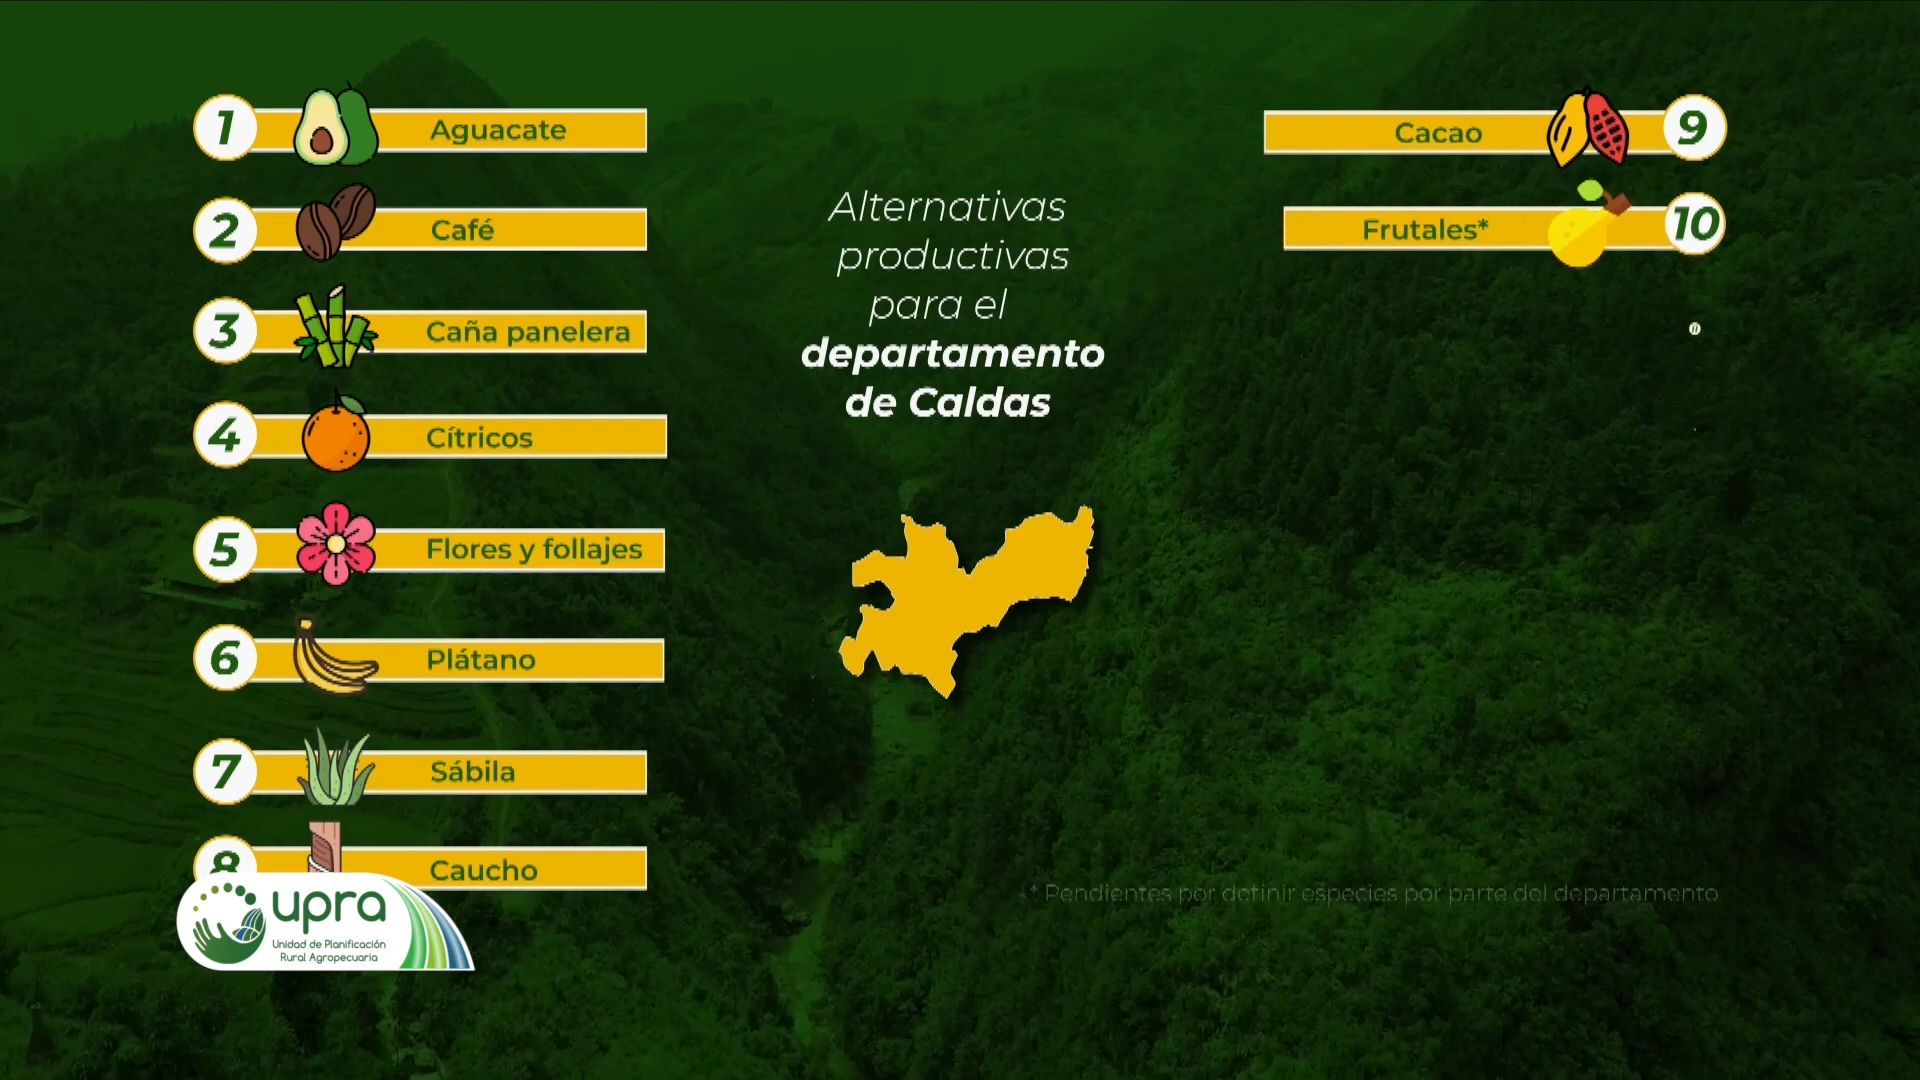 1 Aguacate
2 Café
3 Caña panelera
4 Cítricos
5 Flores y follajes
6 Plátano
7 Sábila
8 Caucho
Alternativas
productivas
para el
departamento
de Caldas
Cacao 9
Frutales* 10
* Pendientes por definir especies por parte del departamento
upra
Unidad de Planificación
Rural Agropecuaria